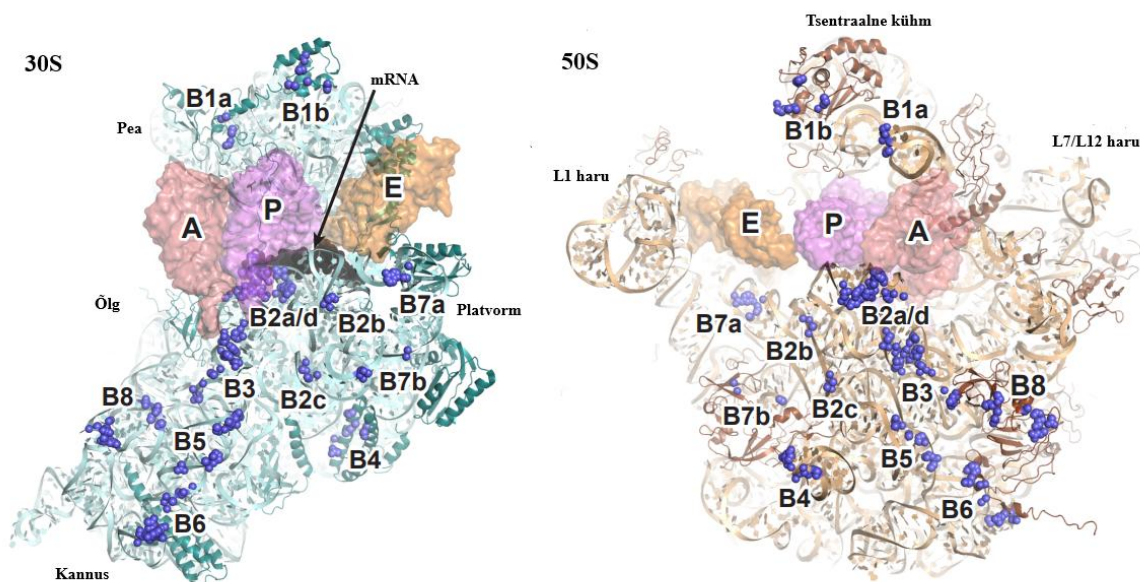 30S
Pea
B1a
B1b
mRNA
A
P
E
Õlg
B2a/d
B2b
B7a
Platvorm
B3
B2c
B7b
B8
B5
B4
B6
Kannus
50S
Tsentraalne kühm
B1b
B1a
L1 haru
L7/L12 haru
E
P
A
B7a
B2a/d
B2b
B3
B8
B7b
B2c
B5
B4
B6